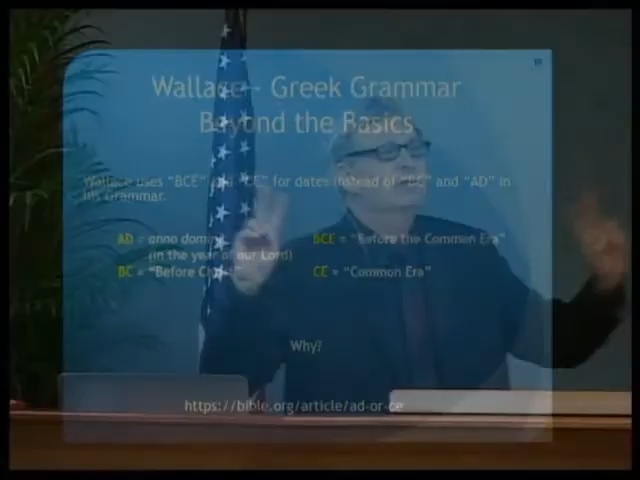 Wallace - Greek Grammar
Beyond the Basics
Wallace uses "BCE" and "CE" for dates instead of "BC" and "AD" in
his Grammar.
AD = anno domini BCE = "Before the Common Era"
(in the year of our Lord)
BC = "Before Christ" CE = "Common Era"
Why?
https://bible.org/article/ad-or-ce